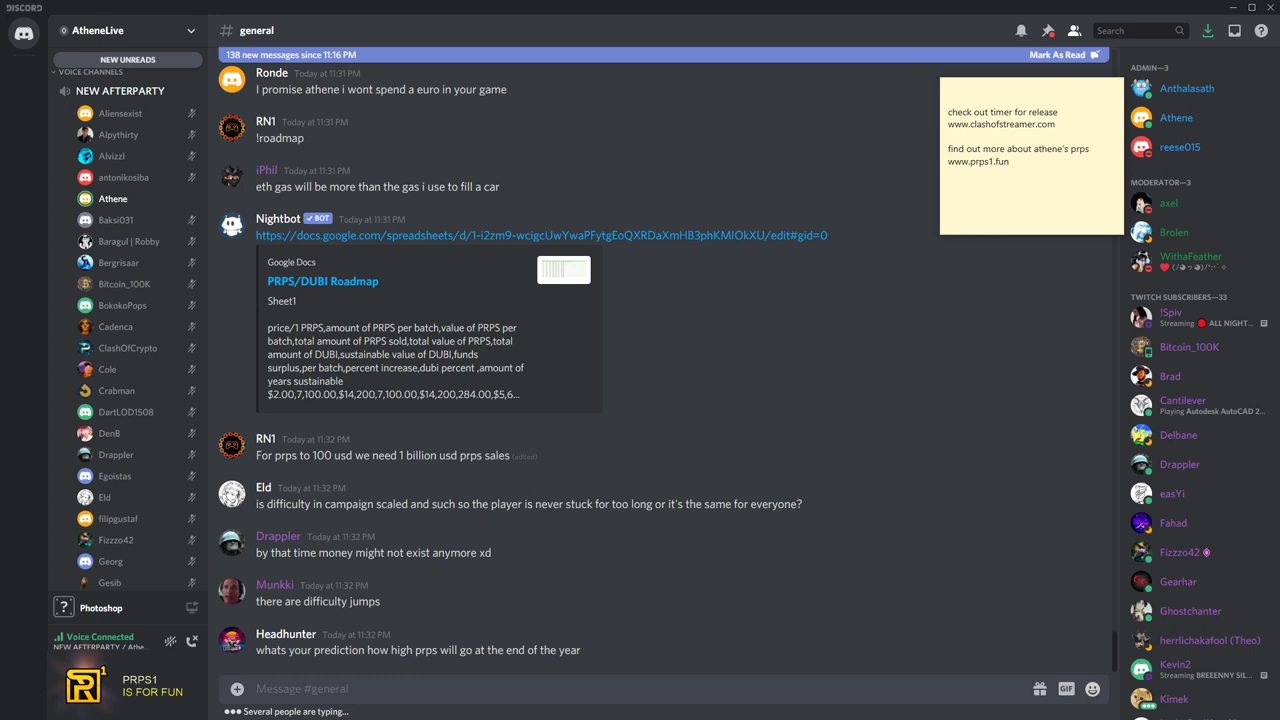 DISCORD
AtheneLive
NEW UNREADS
VOICE CHANNELS
NEW AFTERPARTY
Aliensexist
Alpythirty
Alvizzl
antonikosiba
Athene
Baksi031
Baragul | Robby
Bergrisaar
Bitcoin_100K
BokokoPops
Cadenca
ClashOfCrypto
Cole
Crabman
DartLOD1508
DenB
Drappler
Egoistas
Eld
filipgustaf
Fizzzo42
Georg
Gesib
Photoshop
Voice Connected
NEW AFTERPARTY / Athe...
PRPS1
IS FOR FUN
# general
Search
138 new messages since 11:16 PM
Mark As Read
Ronde Today at 11:31 PM
I promise athene i wont spend a euro in your game
RN1 Today at 11:31 PM
!roadmap
iPhil Today at 11:31 PM
eth gas will be more than the gas i use to fill a car
Nightbot ✓ BOT Today at 11:31 PM
https://docs.google.com/spreadsheets/d/1-i2zm9-wcigcUwYwaPFytgEoQXRDaXmHB3phKMIOkXU/edit#gid=0
Google Docs
PRPS/DUBI Roadmap
Sheet1
price/1 PRPS,amount of PRPS per batch,value of PRPS per
batch,total amount of PRPS sold,total value of PRPS,total
amount of DUBI,sustainable value of DUBI,funds
surplus,per batch,percent increase,dubi percent ,amount of
years sustainable
$2.00,7,100.00,$14,200,7,100.00,$14,200,284.00,$5,6...
RN1 Today at 11:32 PM
For prps to 100 usd we need 1 billion usd prps sales (edited)
Eld Today at 11:32 PM
is difficulty in campaign scaled and such so the player is never stuck for too long or it's the same for everyone?
Drappler Today at 11:32 PM
by that time money might not exist anymore xd
Munkki Today at 11:32 PM
there are difficulty jumps
Headhunter Today at 11:32 PM
whats your prediction how high prps will go at the end of the year
Message #general
GIF
Several people are typing...
check out timer for release
www.clashofstreamer.com
find out more about athene's prps
www.prps1.fun
ADMIN—3
Anthalasath
Athene
reese015
MODERATOR—3
axel
Brolen
WithaFeather
TWITCH SUBSCRIBERS—33
!Spiv
Streaming 🔴 ALL NIGHT...
Bitcoin_100K
Brad
Cantilever
Playing Autodesk AutoCAD 2...
Delbane
Drappler
easYi
Fahad
Fizzzo42
Gearhar
Ghostchanter
herrlichakafool (Theo)
Kevin2
Streaming BREEENNY SIL...
Kimek